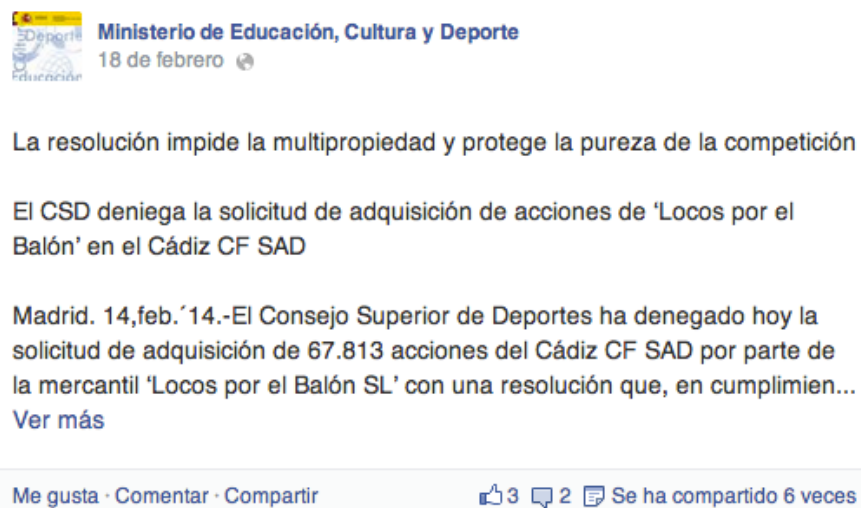 Deporte
Educación
Ministerio de Educación, Cultura y Deporte
18 de febrero
La resolución impide la multipropiedad y protege la pureza de la competición
El CSD deniega la solicitud de adquisición de acciones de ‘Locos por el
Balón’ en el Cádiz CF SAD
Madrid. 14,feb.´14.-El Consejo Superior de Deportes ha denegado hoy la
solicitud de adquisición de 67.813 acciones del Cádiz CF SAD por parte de
la mercantil ‘Locos por el Balón SL’ con una resolución que, en cumplimien...
Ver más
Me gusta · Comentar · Compartir 3 2 Se ha compartido 6 veces